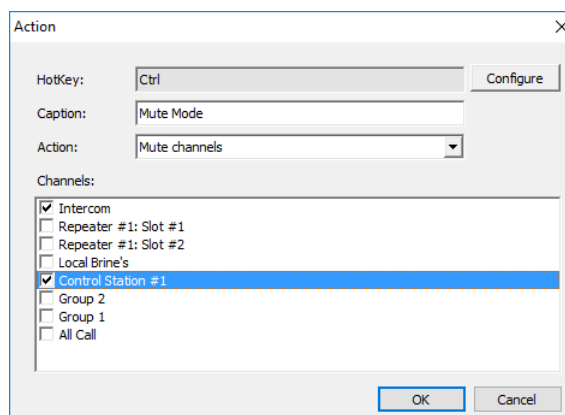 Action
HotKey: Ctrl Configure
Caption: Mute Mode
Action: Mute channels
Channels:
Intercom
Repeater #1: Slot #1
Repeater #1: Slot #2
Local Brine's
Control Station #1
Group 2
Group 1
All Call
OK Cancel